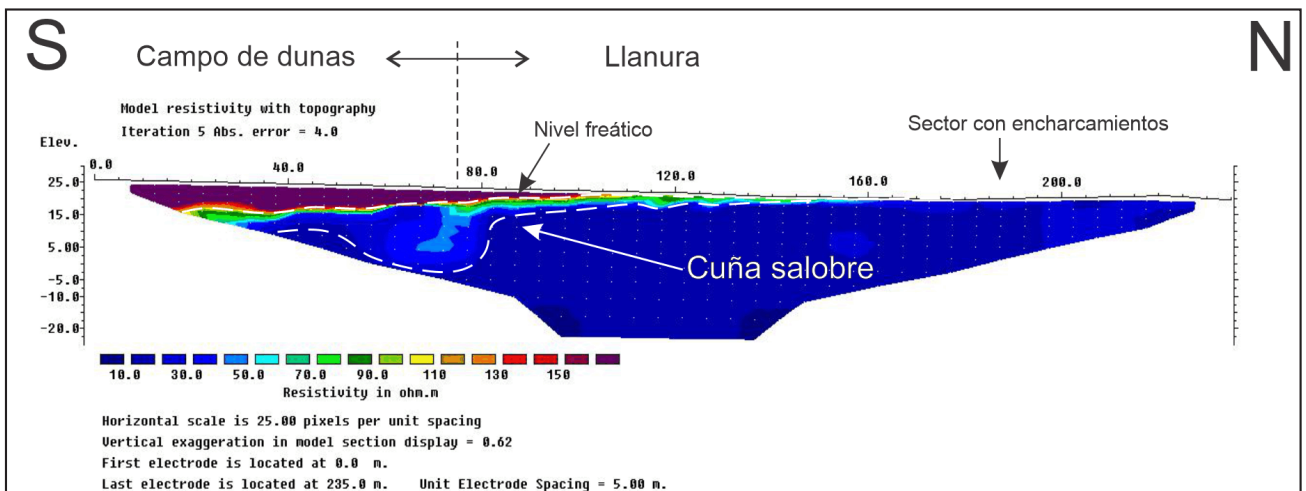 S
N
Campo de dunas
Llanura
Model resistivity with topography
Iteration 5 Abs. error = 4.0
Nivel freático
Sector con encharcamientos
Elev.
0.0
40.0
80.0
120.0
160.0
200.0
25.0
15.0
5.00
-5.0
-10.0
-20.0
Cuña salobre
10.0 30.0 50.0 70.0 90.0 110 130 150
Resistivity in ohm.m
Horizontal scale is 25.00 pixels per unit spacing
Vertical exaggeration in model section display = 0.62
First electrode is located at 0.0 m.
Last electrode is located at 235.0 m. Unit Electrode Spacing = 5.00 m.